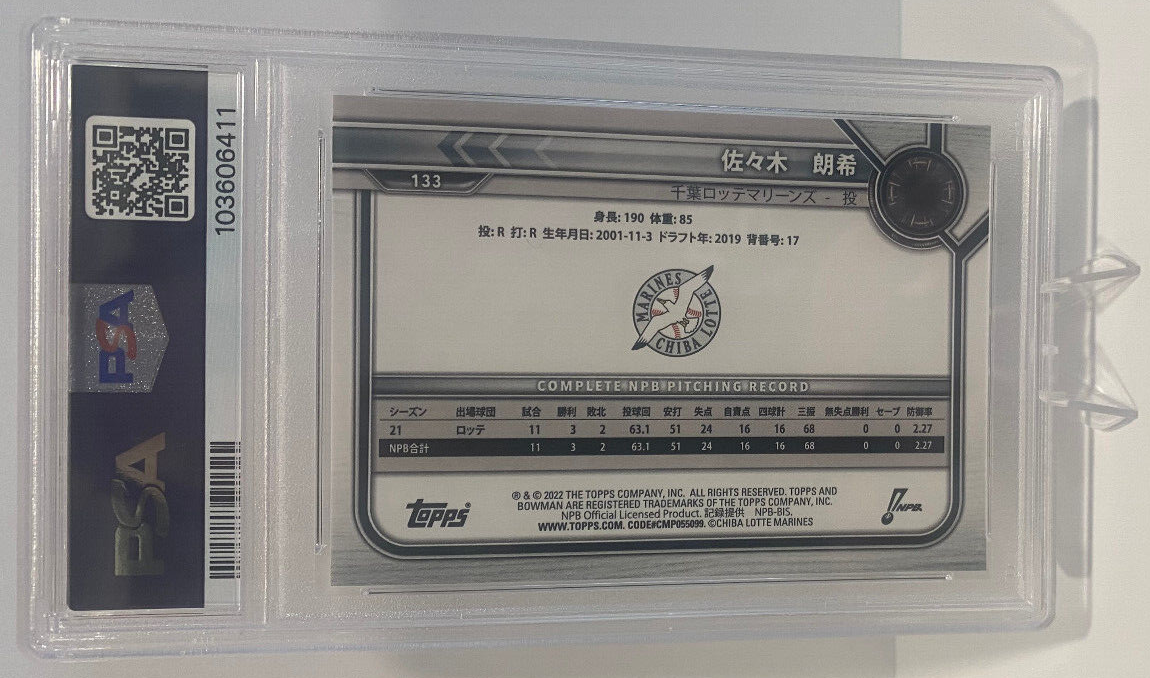 103606411
PSA
PSA
佐々木 朗希
133
千葉ロッテマリーンズ - 投
身長: 190 体重: 85
投: R 打: R 生年月日: 2001-11-3 ドラフト年: 2019 背番号: 17
MARINES
CHIBA LOTTE
COMPLETE NPB PITCHING RECORD
シーズン 出場球団 試合 勝利 敗北 投球回 安打 失点 自責点 四球計 三振 無失点勝利 セーブ 防御率
21 ロッテ 11 3 2 63.1 51 24 16 16 68 0 0 2.27
NPB合計 11 3 2 63.1 51 24 16 16 68 0 0 2.27
topps
® & © 2022 THE TOPPS COMPANY, INC. ALL RIGHTS RESERVED. TOPPS AND
BOWMAN ARE REGISTERED TRADEMARKS OF THE TOPPS COMPANY, INC.
NPB Official Licensed Product. 記録提供 NPB-BIS.
WWW.TOPPS.COM. CODE#CMP055099. ©CHIBA LOTTE MARINES
NPB